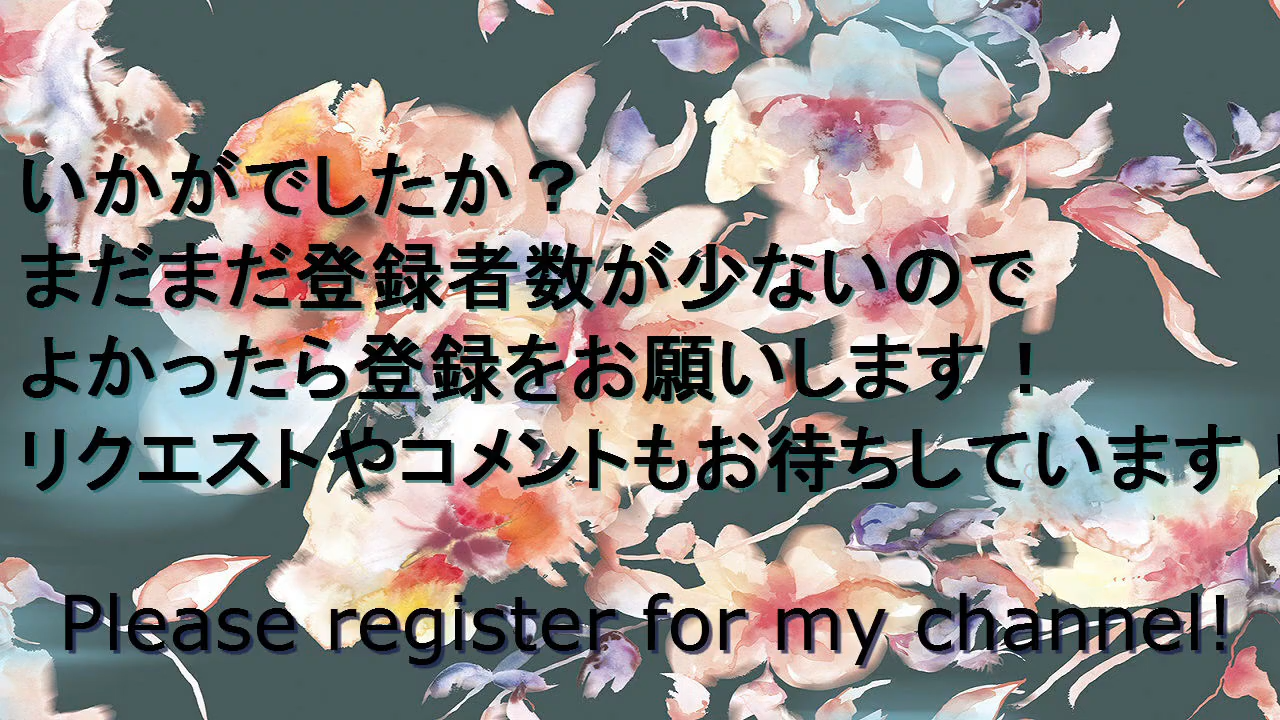 いかがでしたか？
まだまだ登録者数が少ないので
よかったら登録をお願いします！
リクエストやコメントもお待ちしています！
Please register for my channel!